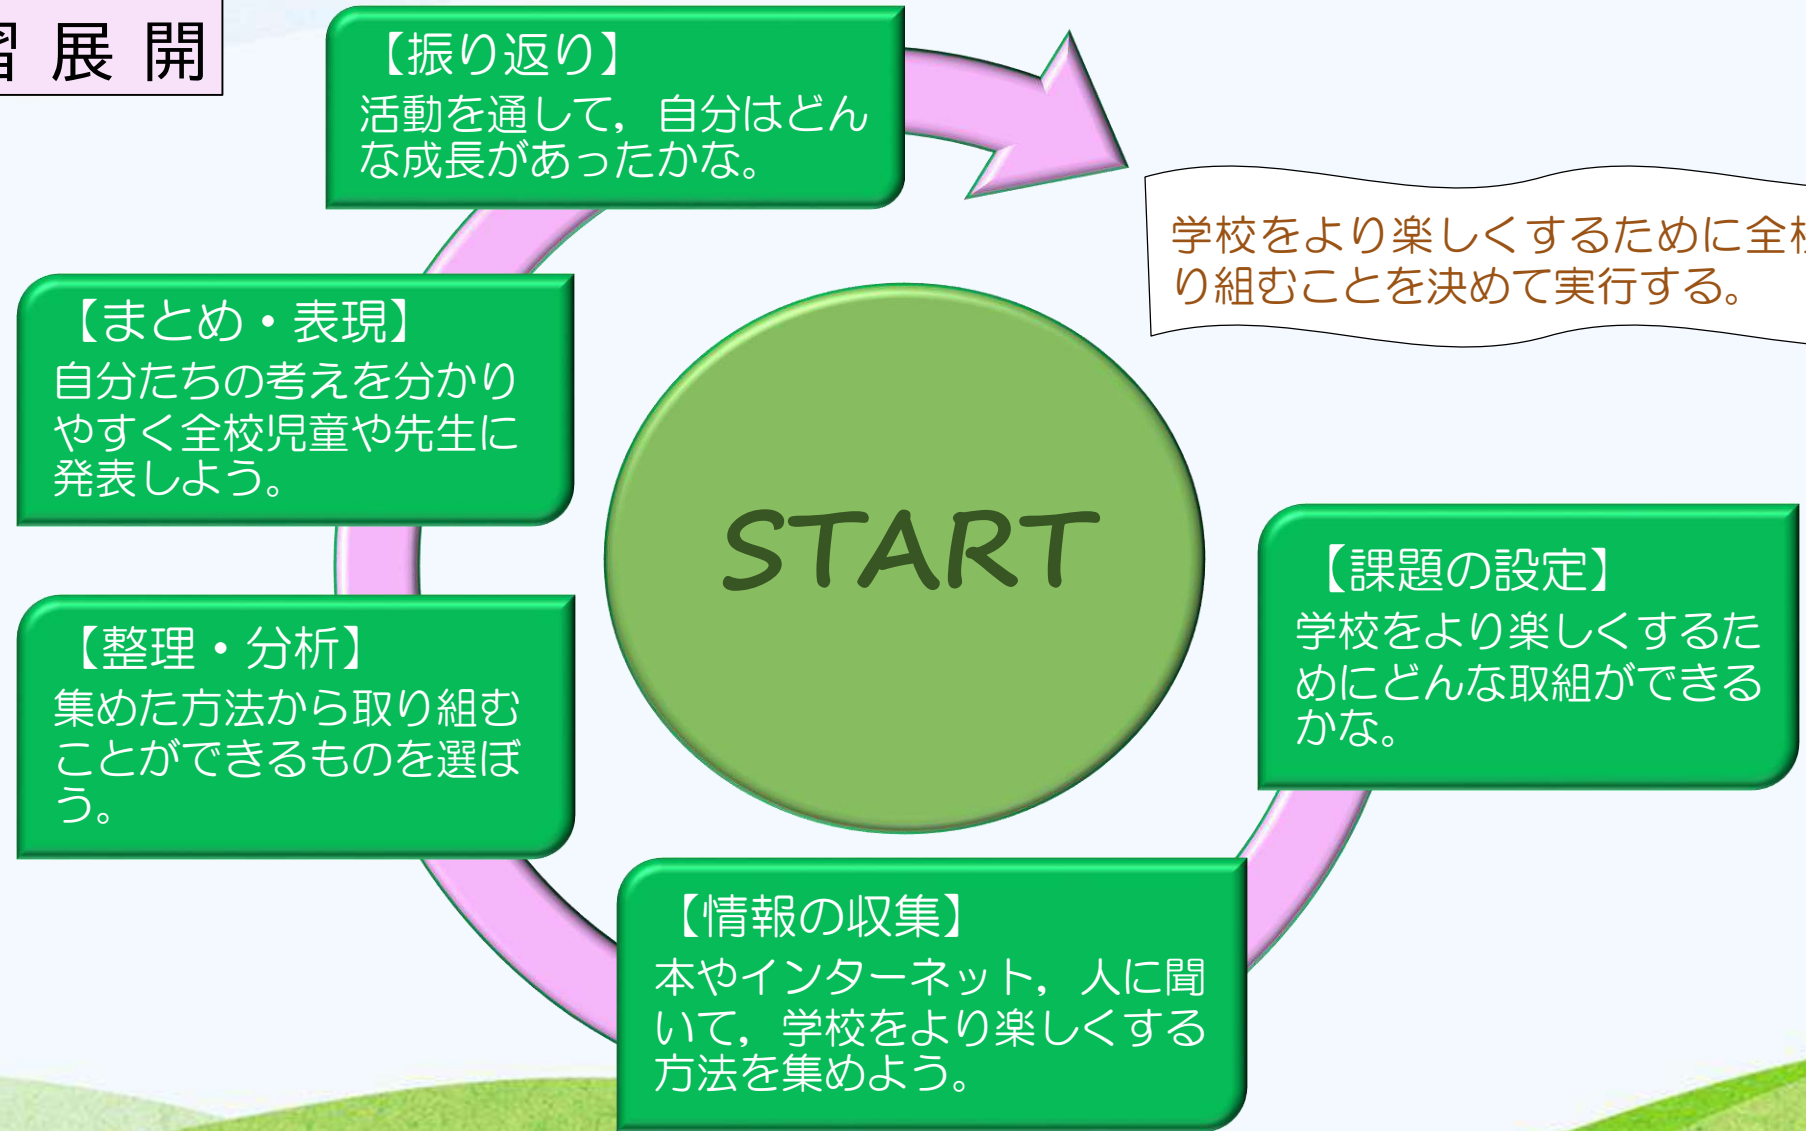 習 展 開
【振り返り】
活動を通して，自分はどん
な成長があったかな。
学校をより楽しくするために全校
り組むことを決めて実行する。
【まとめ・表現】
自分たちの考えを分かり
やすく全校児童や先生に
発表しよう。
START
【課題の設定】
学校をより楽しくするた
めにどんな取組ができる
かな。
【整理・分析】
集めた方法から取り組む
ことができるものを選ぼ
う。
【情報の収集】
本やインターネット，人に聞
いて，学校をより楽しくする
方法を集めよう。